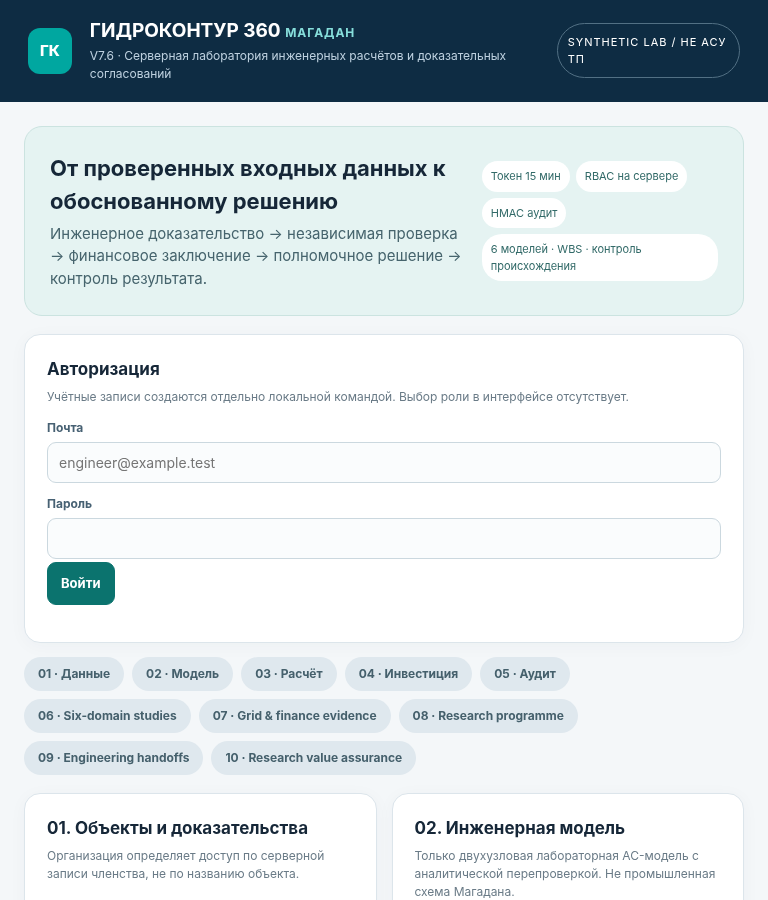 ГК
ГИДРОКОНТУР 360 МАГАДАН
V7.6 · Серверная лаборатория инженерных расчётов и доказательных
согласований
SYNTHETIC LAB / НЕ АСУ
ТП
От проверенных входных данных к
обоснованному решению
Инженерное доказательство → независимая проверка
→ финансовое заключение → полномочное решение →
контроль результата.
Токен 15 мин
RBAC на сервере
HMAC аудит
6 моделей · WBS · контроль
происхождения
Авторизация
Учётные записи создаются отдельно локальной командой. Выбор роли в интерфейсе отсутствует.
Почта
engineer@example.test
Пароль
Войти
01 · Данные
02 · Модель
03 · Расчёт
04 · Инвестиция
05 · Аудит
06 · Six-domain studies
07 · Grid & finance evidence
08 · Research programme
09 · Engineering handoffs
10 · Research value assurance
01. Объекты и доказательства
Организация определяет доступ по серверной
записи членства, не по названию объекта.
02. Инженерная модель
Только двухузловая лабораторная AC-модель с
аналитической перепроверкой. Не промышленная
схема Магадана.